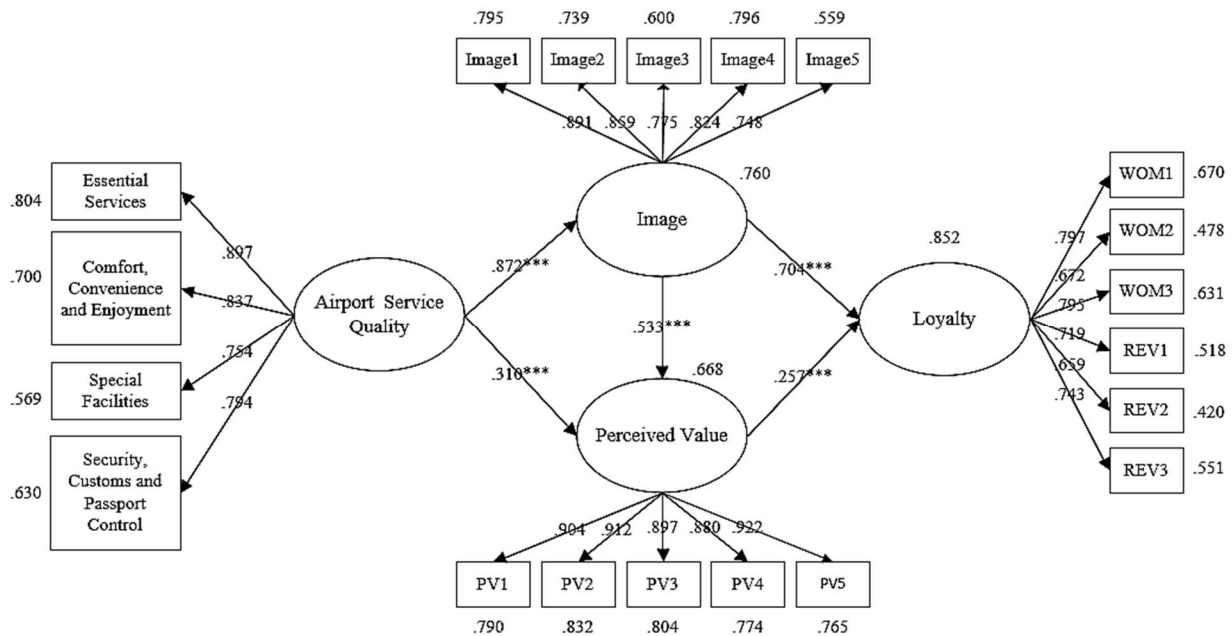 .795 .739 .600 .796 .559
Image1 Image2 Image3 Image4 Image5
.891 .859 .775 .824 .748
.760
Image
Essential
Services
.804
.897
Comfort,
Convenience
and Enjoyment
.700
.837
Special
Facilities
.569
.754
Security,
Customs and
Passport
Control
.630
.794
Airport Service
Quality
.872***
.310***
.533***
.704***
.257***
.668
Perceived Value
.904 .912 .897 .880 .922
PV1 PV2 PV3 PV4 PV5
.790 .832 .804 .774 .765
.852
Loyalty
.797
.672
.795
.719
.659
.743
WOM1 .670
WOM2 .478
WOM3 .631
REV1 .518
REV2 .420
REV3 .551